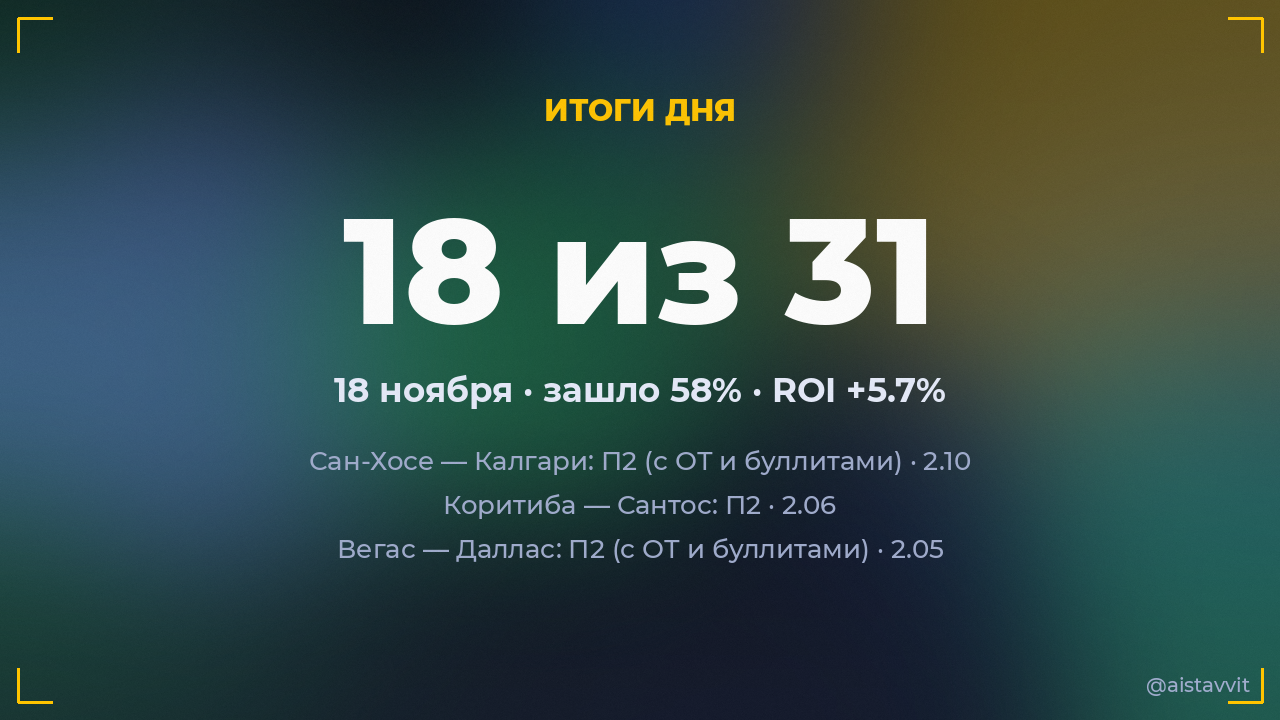 ИТОГИ ДНЯ
18 из 31
18 ноября · зашло 58% · ROI +5.7%
Сан-Хосе — Калгари: П2 (с ОТ и буллитами) · 2.10
Коритиба — Сантос: П2 · 2.06
Вегас — Даллас: П2 (с ОТ и буллитами) · 2.05
@aistavvit